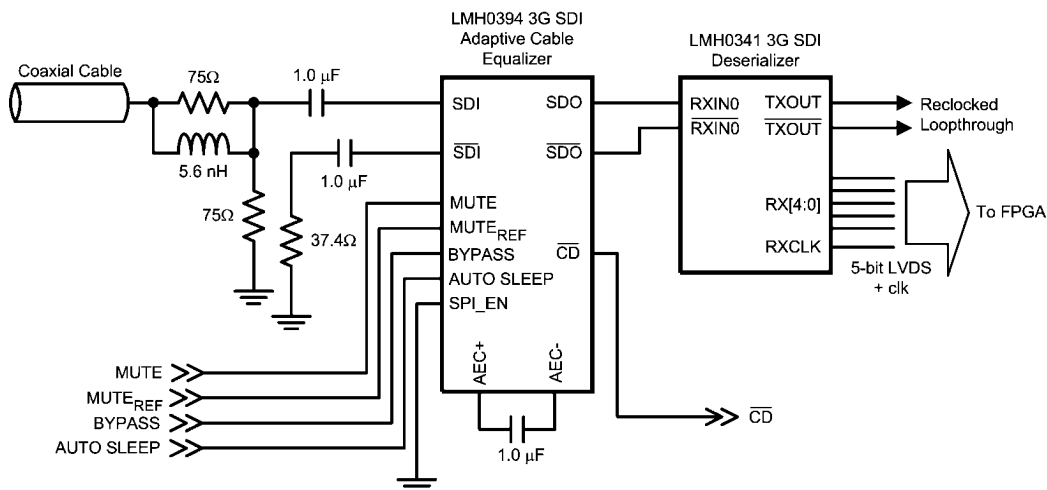 LMH0394 3G SDI
Adaptive Cable
Equalizer
LMH0341 3G SDI
Deserializer
Coaxial Cable
75Ω
1.0 µF
5.6 nH
1.0 µF
75Ω
37.4Ω
SDI
SDI
MUTE
MUTEREF
BYPASS
AUTO SLEEP
SPI_EN
SDO
SDO
CD
AEC+
AEC-
1.0 µF
RXIN0
RXIN0
TXOUT
TXOUT
RX[4:0]
RXCLK
Reclocked
Loopthrough
To FPGA
5-bit LVDS
+ clk
MUTE
MUTEREF
BYPASS
AUTO SLEEP
CD